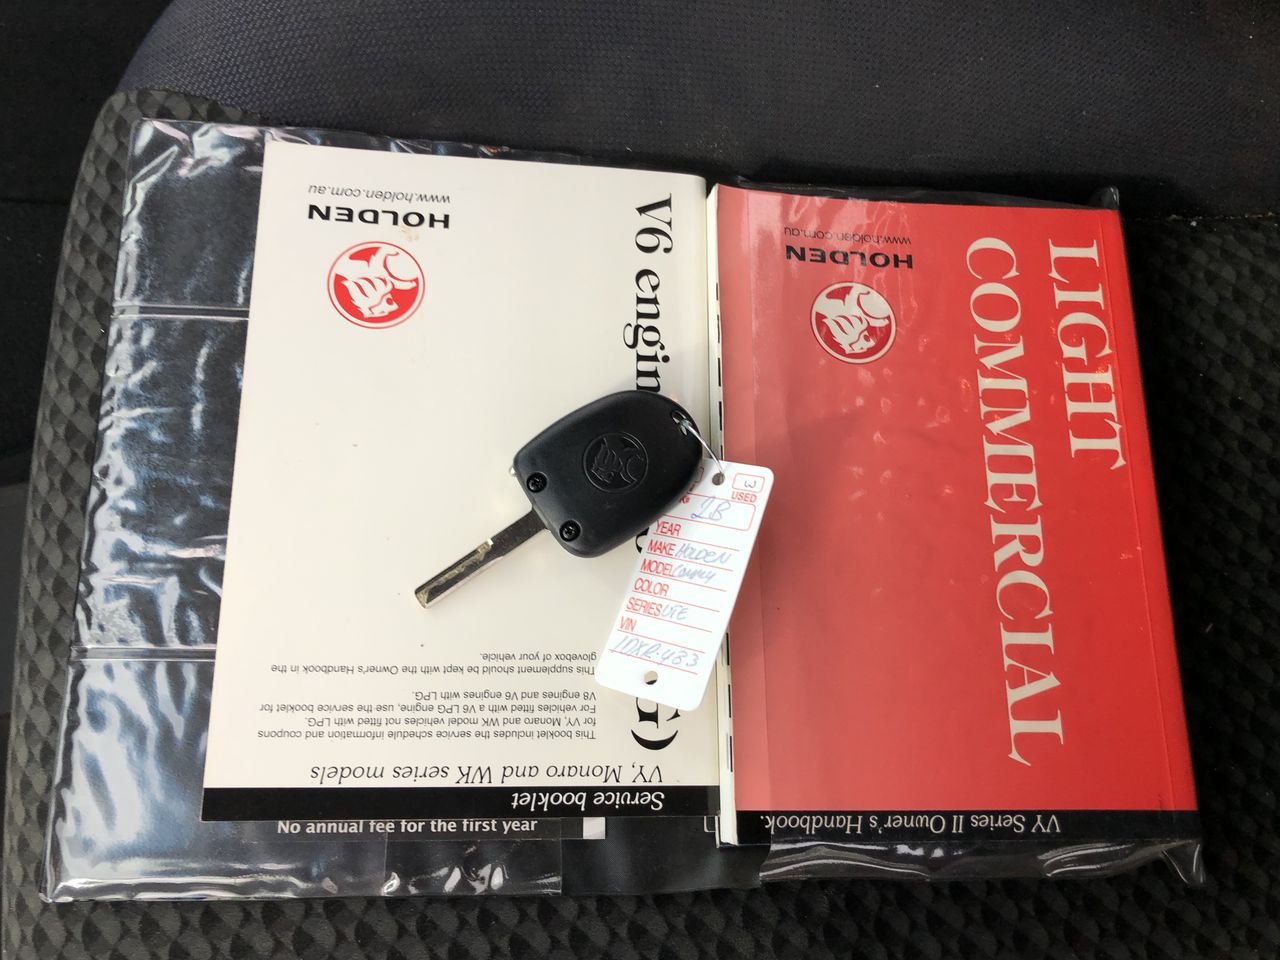 Service booklet
VY, Monaro and WK series models
This booklet includes the service schedule information and coupons
for VY, Monaro and WK model vehicles not fitted with LPG.
For vehicles fitted with a V6 LPG engine, use the service booklet for
V8 engines and V6 engines with LPG.
This supplement should be kept with the Owner's Handbook in the
glovebox of your vehicle.
V6 engin
G)
HOLDEN
www.holden.com.au
VY Series II Owner's Handbook.
LIGHT
COMMERCIAL
HOLDEN
www.holden.com.au
W
USED
2B
YEAR
MAKE HOLDEN
MODEL
COLOR
SERIES UTE
VIN
1DXR-483
No annual fee for the first year